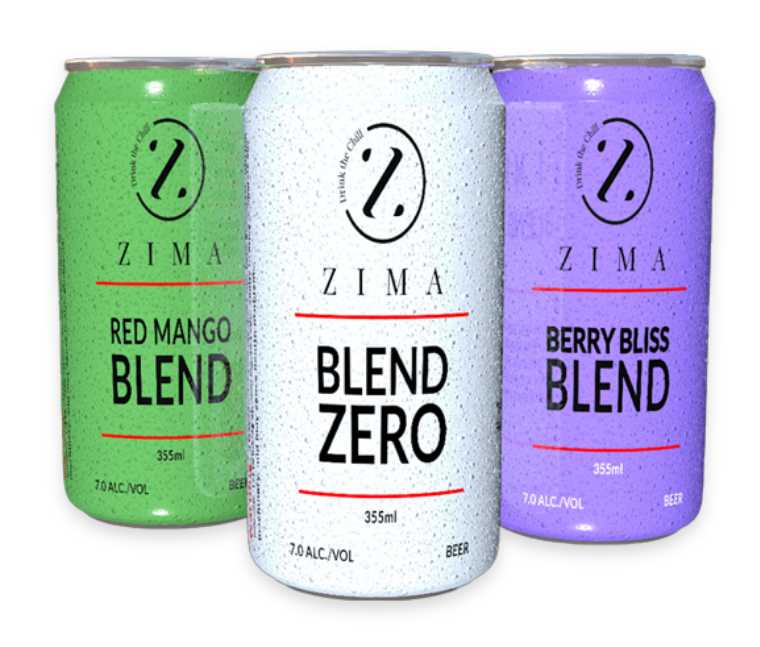 Drink the Chill
Z
ZIMA
RED MANGO
BLEND
355ml
7.0 ALC./VOL
BEER
Drink the Chill
Z
ZIMA
BLEND
ZERO
355ml
7.0 ALC./VOL
BEER
Drink the Chill
Z
ZIMA
BERRY BLISS
BLEND
355ml
7.0 ALC./VOL
BEER